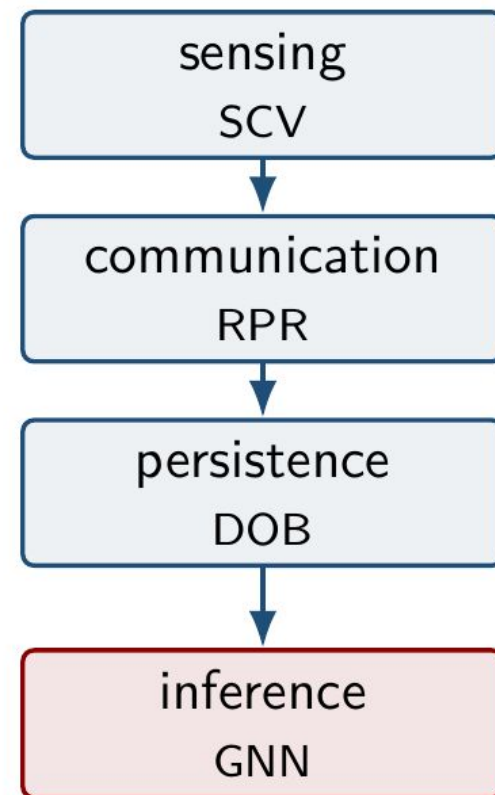 sensing
SCV
communication
RPR
persistence
DOB
inference
GNN